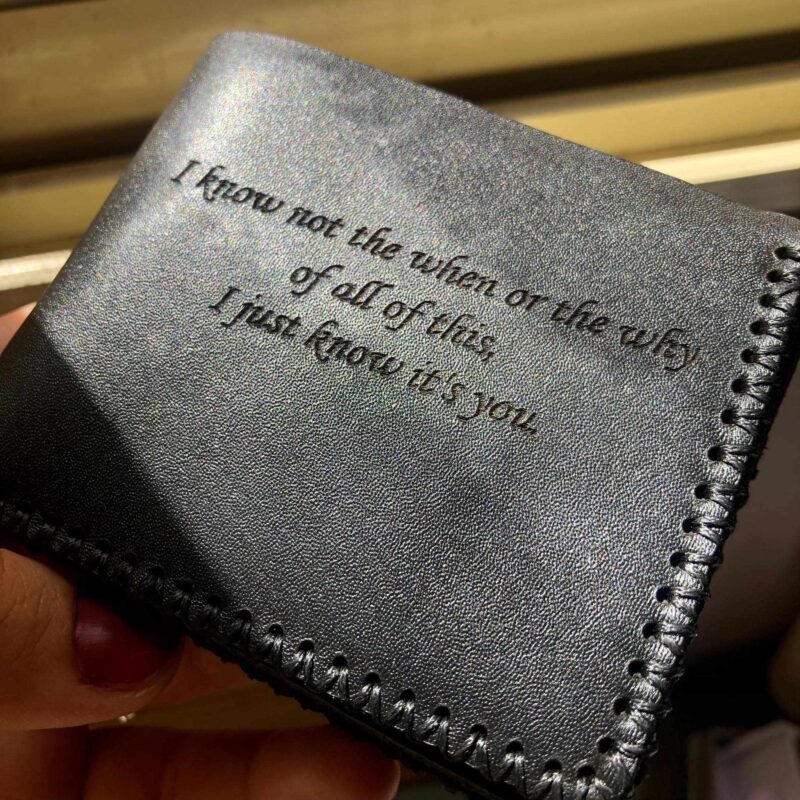 I know not the when or the why
of all of this,
I just know it's you.